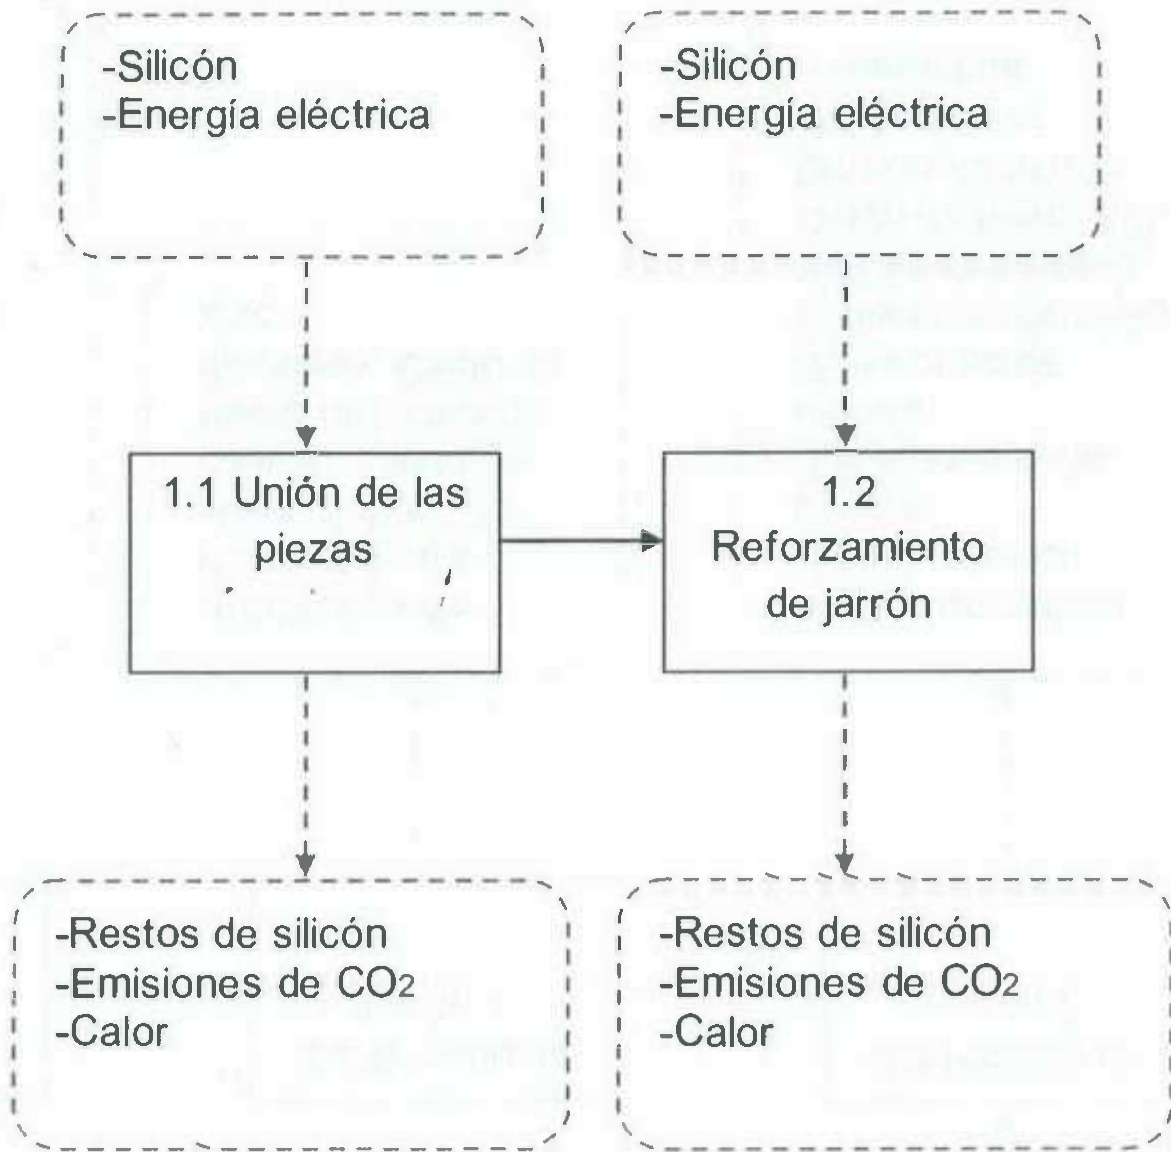 -Silicón
-Energía eléctrica
-Silicón
-Energía eléctrica
1.1 Unión de las
piezas
1.2
Reforzamiento
de jarrón
-Restos de silicón
-Emisiones de CO2
-Calor
-Restos de silicón
-Emisiones de CO2
-Calor